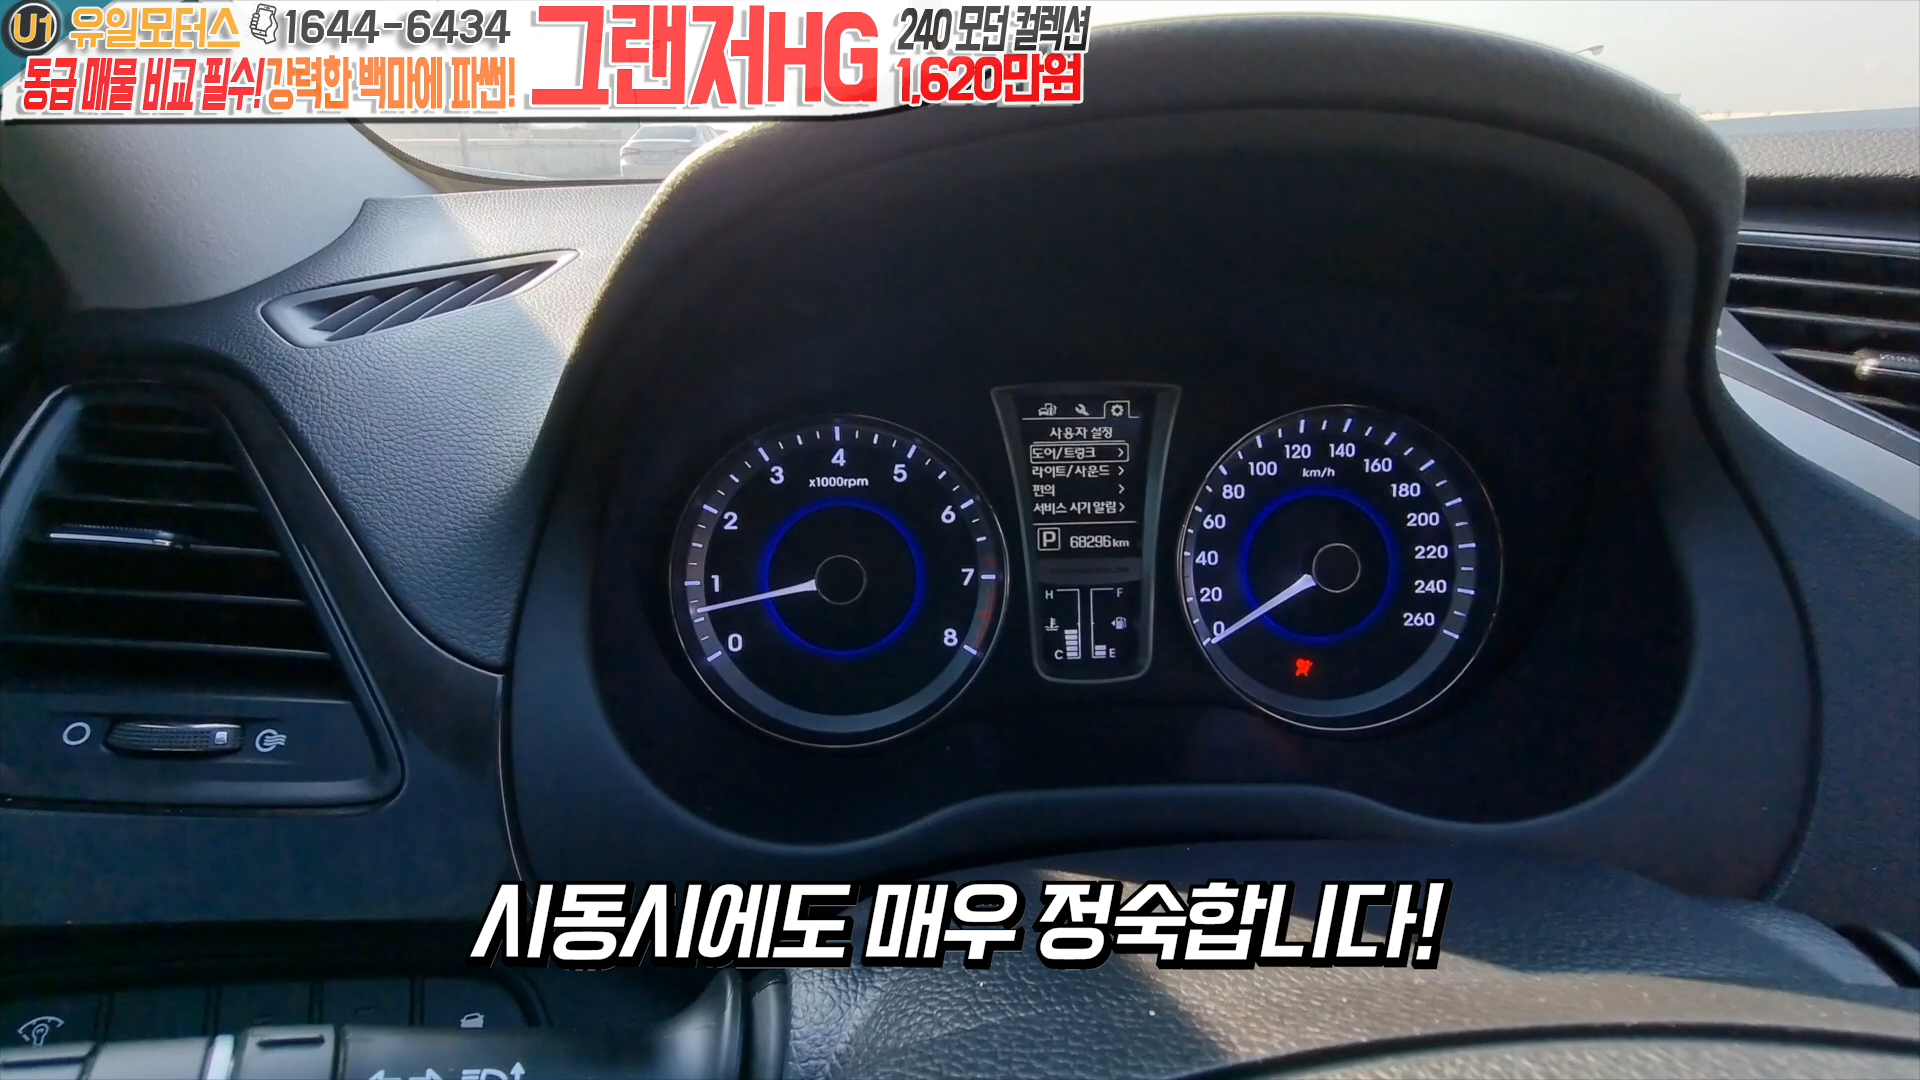 U1 유일모터스 1644-6434
동급 매물 비교 필수! 강력한 백마에 파썬!
그랜저HG
240 모던 컬렉션
1,620만원
0 1 2 3 4 5 6 7 8
x1000rpm
사용자 설정
도어/트렁크 >
라이트/사운드 >
편의 >
서비스 시기 알림 >
P 68296 km
H F
C E
0 20 40 60 80 100 120 140 160 180 200 220 240 260
km/h
시동시에도 매우 정숙합니다!